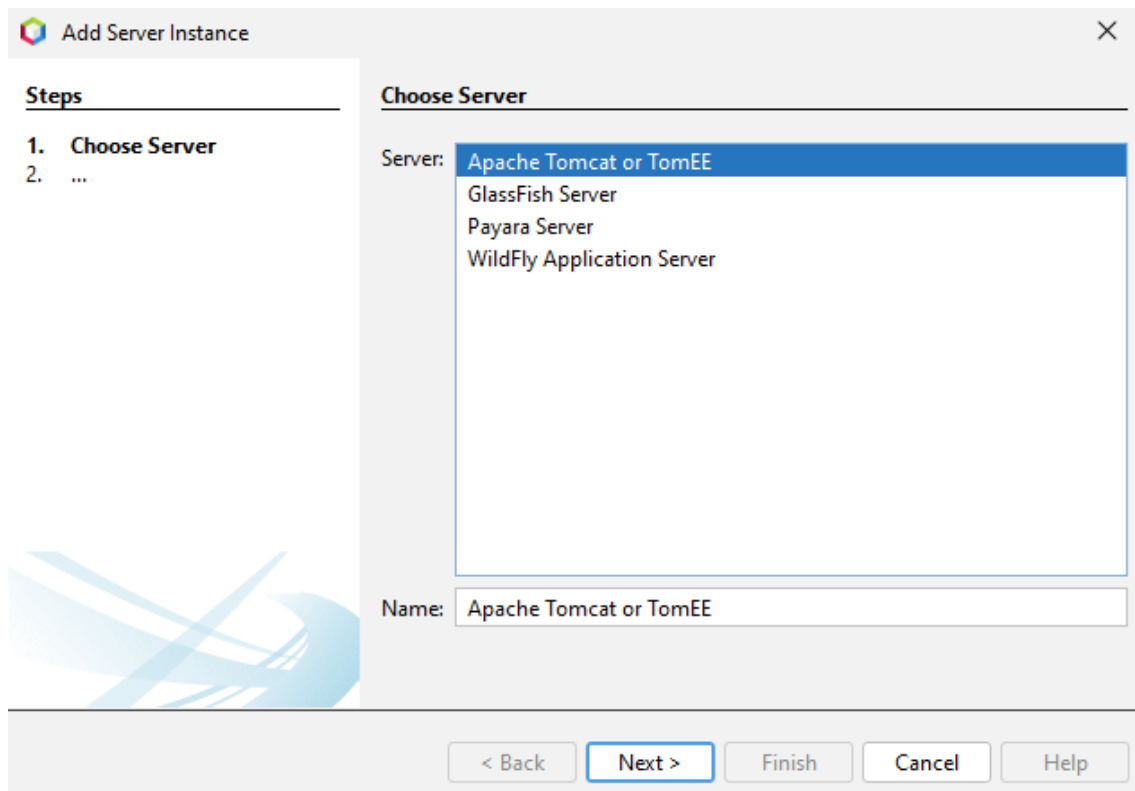 Add Server Instance
Steps
1. Choose Server
2. ...
Choose Server
Server:
Apache Tomcat or TomEE
GlassFish Server
Payara Server
WildFly Application Server
Name: Apache Tomcat or TomEE
< Back Next > Finish Cancel Help